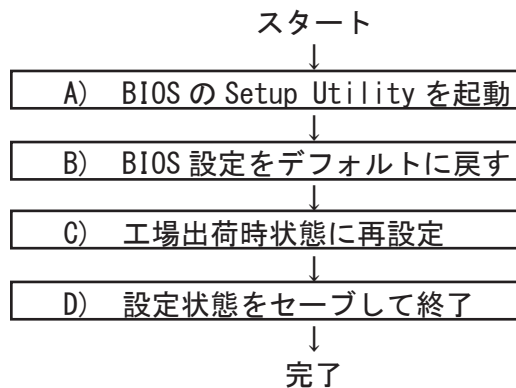 スタート
↓
A) BIOS の Setup Utility を起動
↓
B) BIOS 設定をデフォルトに戻す
↓
C) 工場出荷時状態に再設定
↓
D) 設定状態をセーブして終了
↓
完了